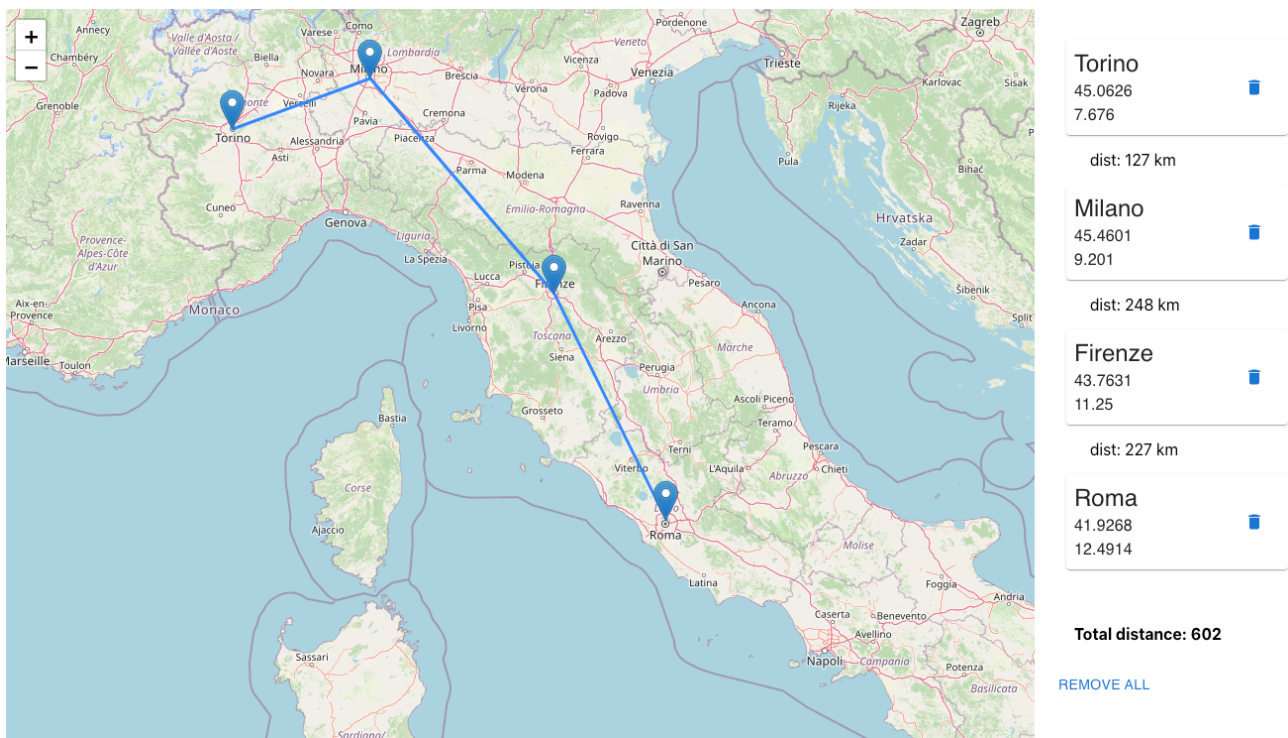 +
−
Annecy
Chambéry
Grenoble
Valle d'Aosta /
Vallée d'Aoste
Varese
Como
Biella
Novara
Milano
Lombardia
Brescia
Vercelli
Torino
Asti
Alessandria
Pavia
Piacenza
Cremona
Verona
Vicenza
Veneto
Padova
Venezia
Pordenone
Trieste
Rovigo
Ferrara
Parma
Modena
Emilia-Romagna
Ravenna
Cuneo
Genova
Liguria
La Spezia
Provence-
Alpes-Côte
d'Azur
Monaco
Aix-en-
Provence
Marseille
Toulon
Zagreb
Karlovac
Sisak
Rijeka
Pula
Bihać
Hrvatska
Zadar
Šibenik
Split
Città di San
Marino
Pesaro
Ancona
Pistoia
Lucca
Firenze
Pisa
Livorno
Toscana
Arezzo
Siena
Perugia
Umbria
Marche
Grosseto
Ascoli Piceno
Teramo
Terni
Viterbo
L'Aquila
Pescara
Chieti
Abruzzo
Roma
Latina
Molise
Foggia
Andria
Caserta
Benevento
Avellino
Napoli
Campania
Potenza
Basilicata
Bastia
Corse
Ajaccio
Sassari
Sardigna/
Torino
45.0626
7.676
dist: 127 km
Milano
45.4601
9.201
dist: 248 km
Firenze
43.7631
11.25
dist: 227 km
Roma
41.9268
12.4914
Total distance: 602
REMOVE ALL